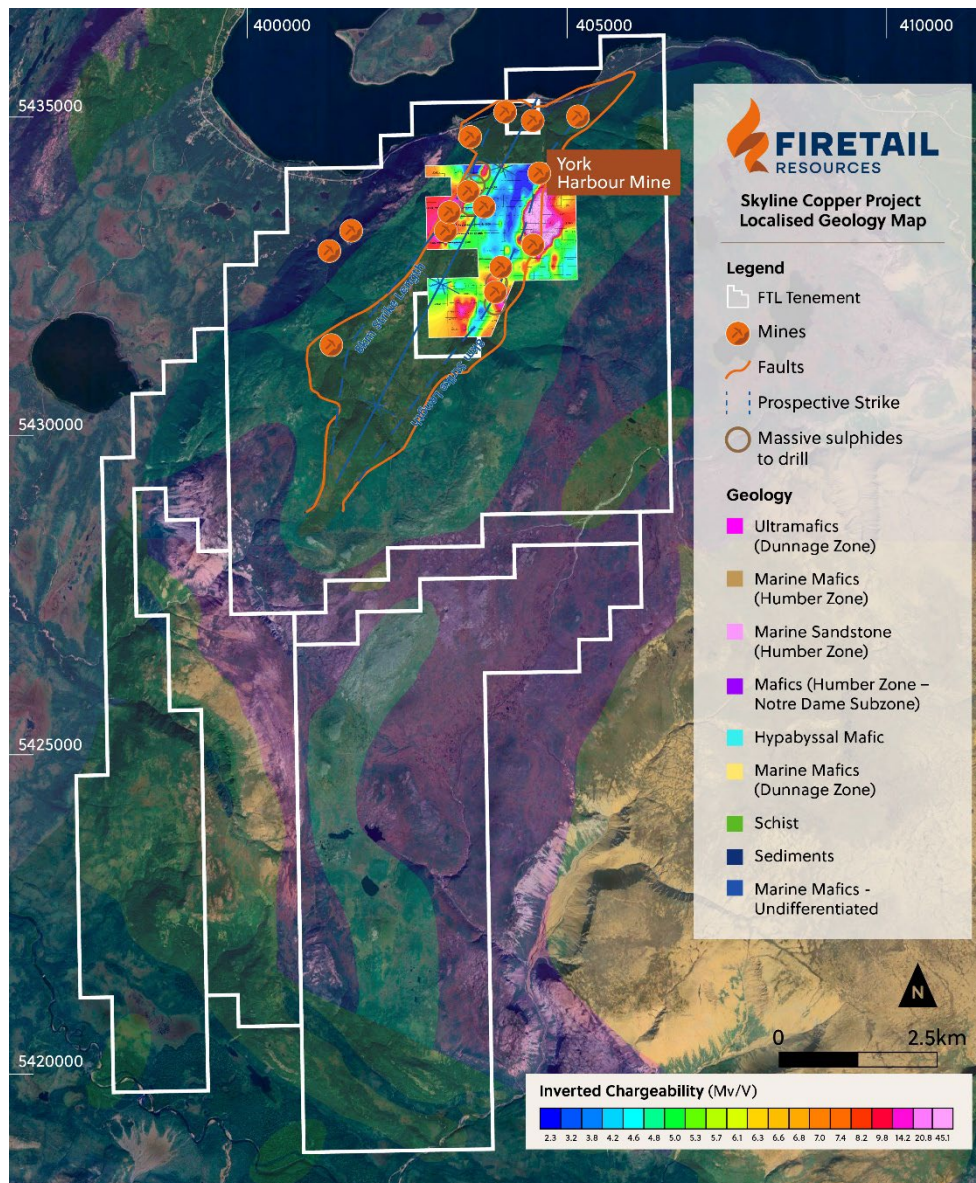 400000
405000
410000
5435000
5430000
5425000
5420000
York
Harbour Mine
6km Strike Length
FIRETAIL
RESOURCES
Skyline Copper Project
Localised Geology Map
Legend
FTL Tenement
Mines
Faults
Prospective Strike
Massive sulphides
to drill
Geology
Ultramafics
(Dunnage Zone)
Marine Mafics
(Humber Zone)
Marine Sandstone
(Humber Zone)
Mafics (Humber Zone –
Notre Dame Subzone)
Hypabyssal Mafic
Marine Mafics
(Dunnage Zone)
Schist
Sediments
Marine Mafics -
Undifferentiated
N
0 2.5km
Inverted Chargeability (Mv/V)
2.3 3.2 3.8 4.2 4.6 4.8 5.0 5.3 5.7 6.1 6.3 6.6 6.8 7.0 7.4 8.2 9.8 14.2 20.8 45.1